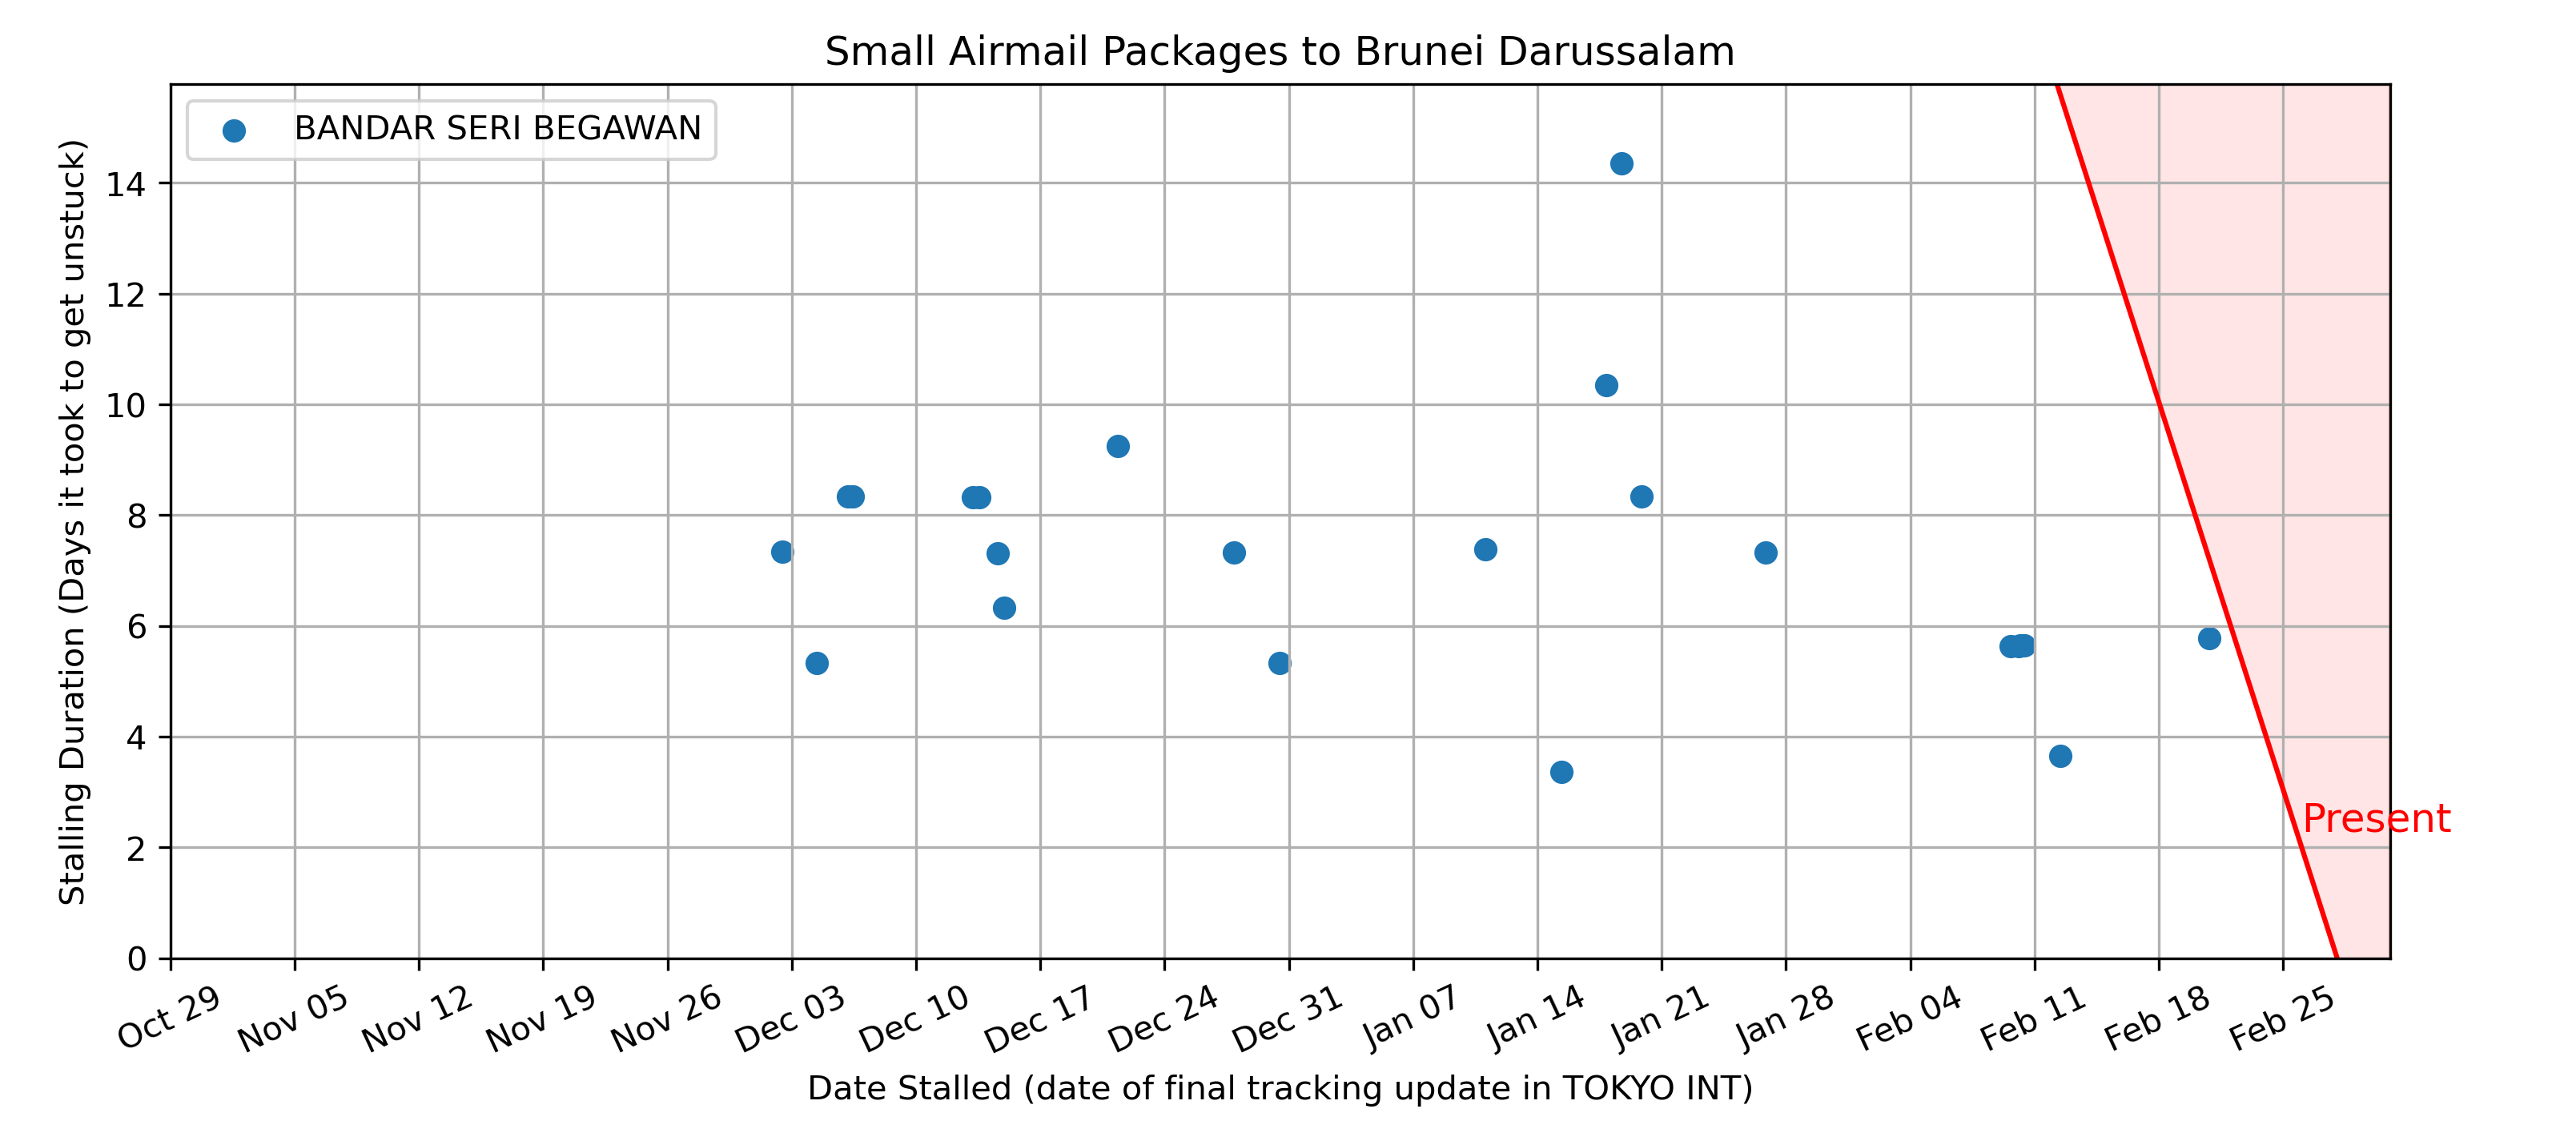 Small Airmail Packages to Brunei Darussalam
BANDAR SERI BEGAWAN
Stalling Duration (Days it took to get unstuck)
14
12
10
8
6
4
2
0
Present
Oct 29
Nov 05
Nov 12
Nov 19
Nov 26
Dec 03
Dec 10
Dec 17
Dec 24
Dec 31
Jan 07
Jan 14
Jan 21
Jan 28
Feb 04
Feb 11
Feb 18
Feb 25
Date Stalled (date of final tracking update in TOKYO INT)